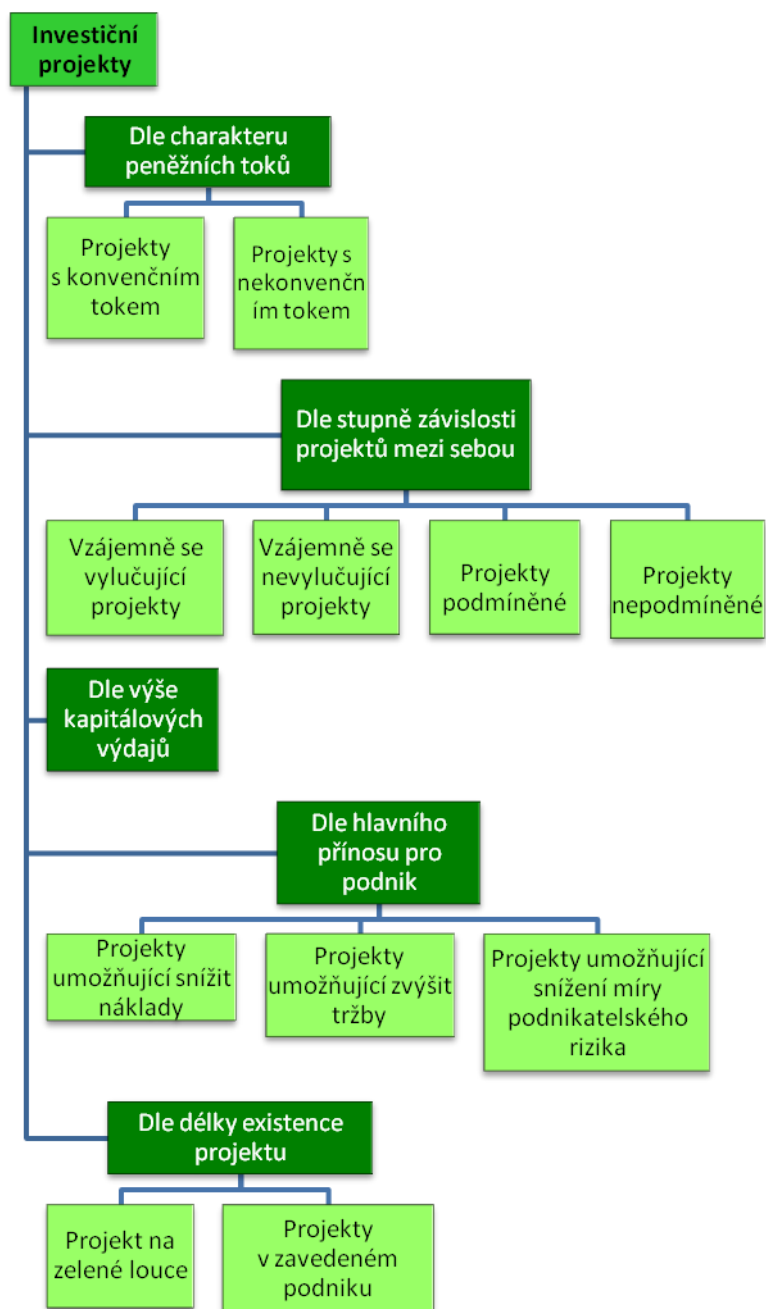 Investiční
projekty
Dle charakteru
peněžních toků
Projekty
s konvenčním
tokem
Projekty s
nekonvenčn
ím tokem
Dle stupně závislosti
projektů mezi sebou
Vzájemně se
vylučující
projekty
Vzájemně se
nevylučující
projekty
Projekty
podmíněné
Projekty
nepodmíněné
Dle výše
kapitálových
výdajů
Dle hlavního
přínosu pro
podnik
Projekty
umožňující snížit
náklady
Projekty
umožňující zvýšit
tržby
Projekty umožňující
snížení míry
podnikatelského
rizika
Dle délky existence
projektu
Projekt na
zelené louce
Projekty
v zavedeném
podniku